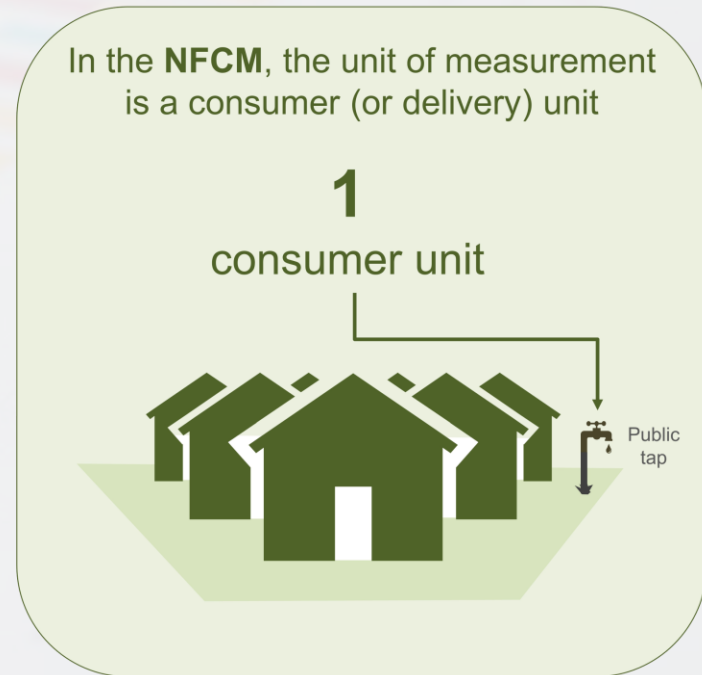 In the NFCM, the unit of measurement
is a consumer (or delivery) unit
1
consumer unit
Public
tap